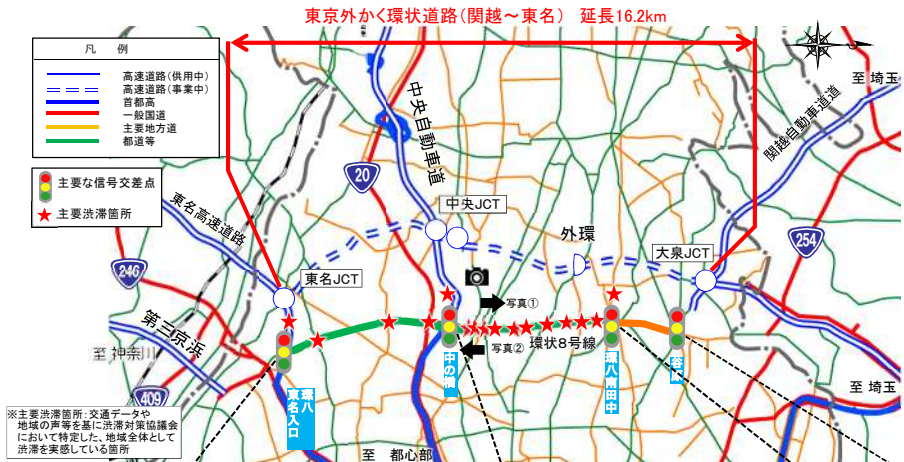 東京外かく環状道路(関越～東名) 延長16.2km
凡 例
高速道路(供用中)
高速道路(事業中)
首都高
一般国道
主要地方道
都道等
主要な信号交差点
主要渋滞箇所
至 埼玉
関越自動車道
中央自動車道
20
中央JCT
外環
大泉JCT
254
東名高速道路
246
東名JCT
写真①
第三京浜
至 神奈川
写真②
環状8号線
409
環八
東名入口
中の橋
環八南田中
谷原
至 埼玉
※主要渋滞箇所:交通データや
地域の声等を基に渋滞対策協議会
において特定した、地域全体として
渋滞を実感している箇所
至 都心部